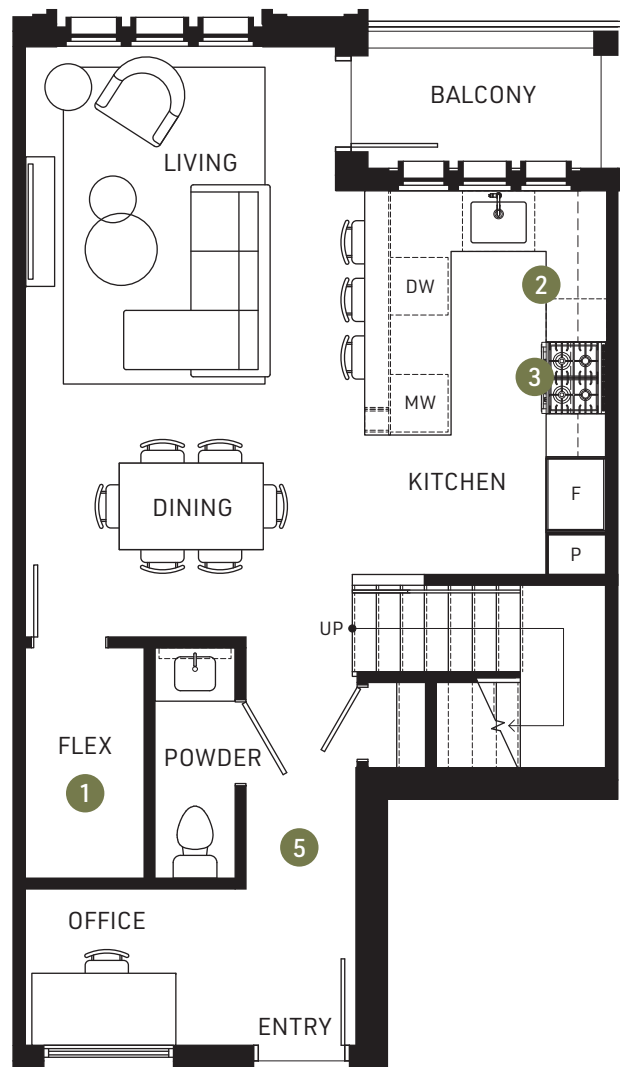 BALCONY
LIVING
DW
2
3
MW
KITCHEN
F
DINING
P
UP
FLEX
POWDER
1
5
OFFICE
ENTRY